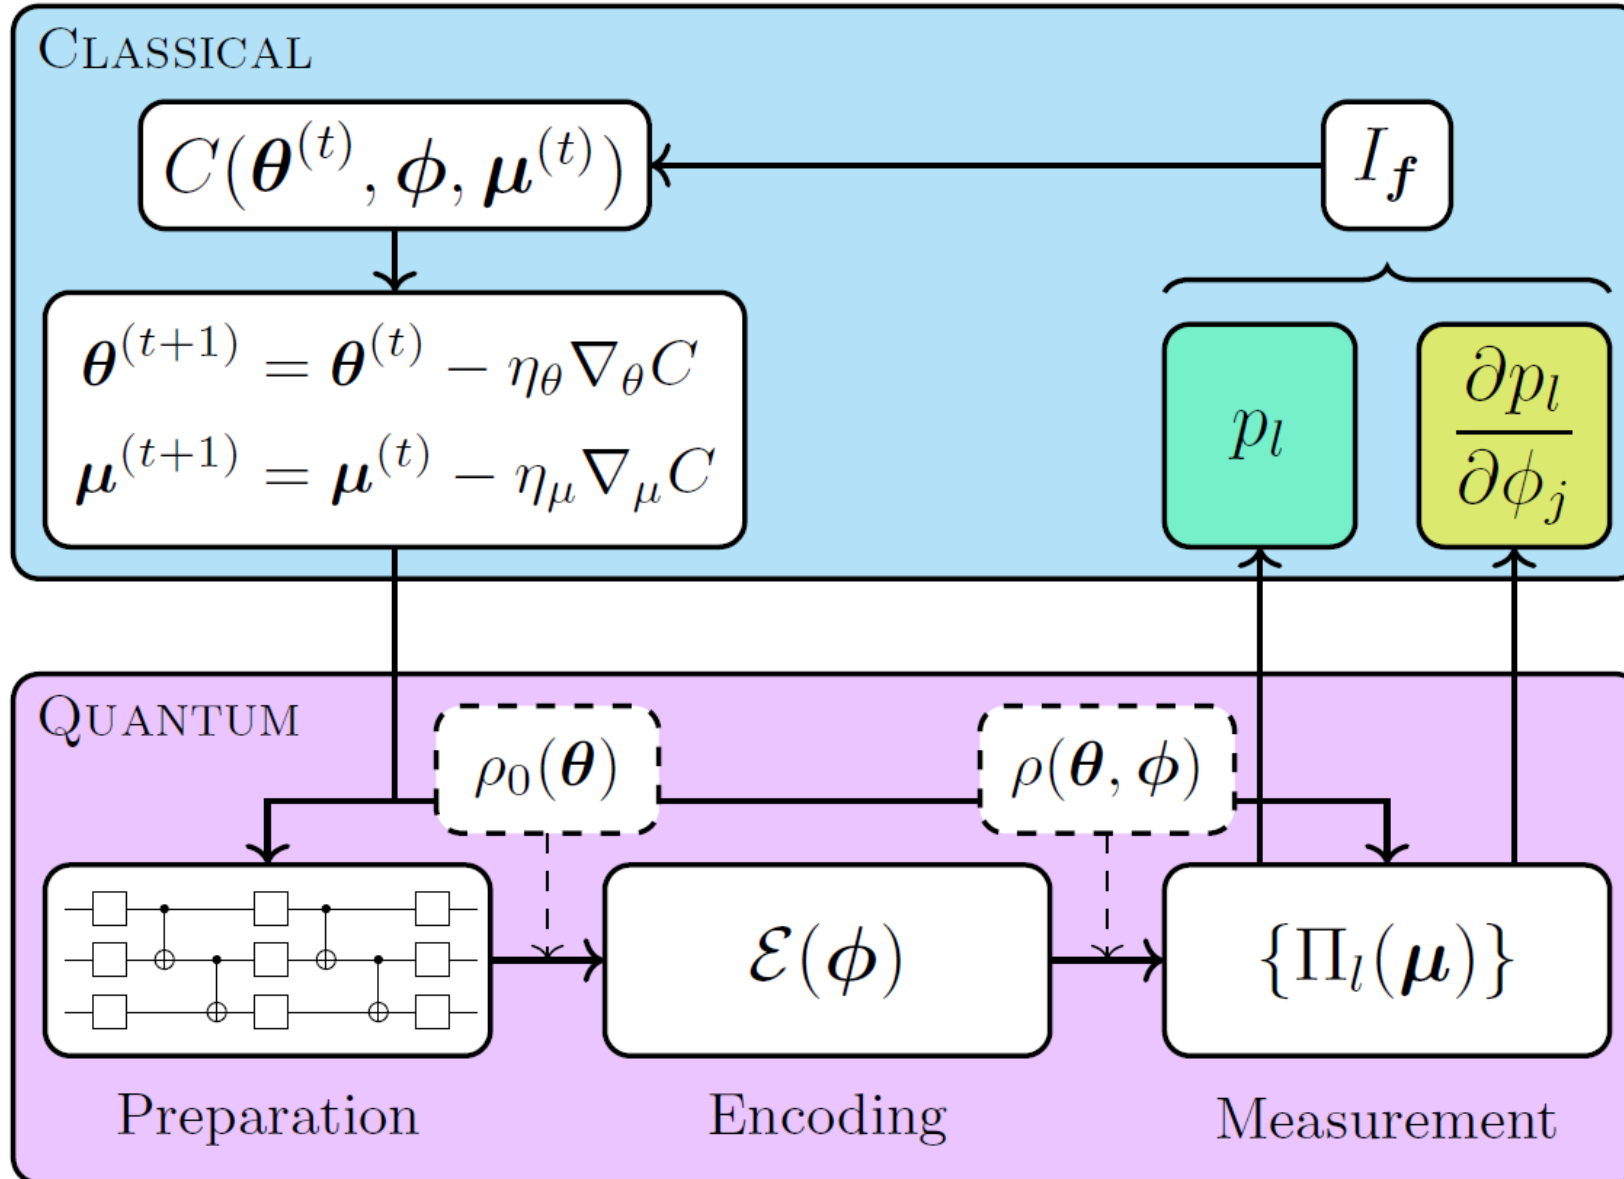 CLASSICAL
C(θ^(t), ϕ, μ^(t))
I_f
θ^(t+1) = θ^(t) − η_θ ∇_θ C
μ^(t+1) = μ^(t) − η_μ ∇_μ C
p_l
∂p_l
∂ϕ_j
QUANTUM
ρ_0(θ)
ρ(θ, ϕ)
ℰ(ϕ)
{Π_l(μ)}
Preparation
Encoding
Measurement